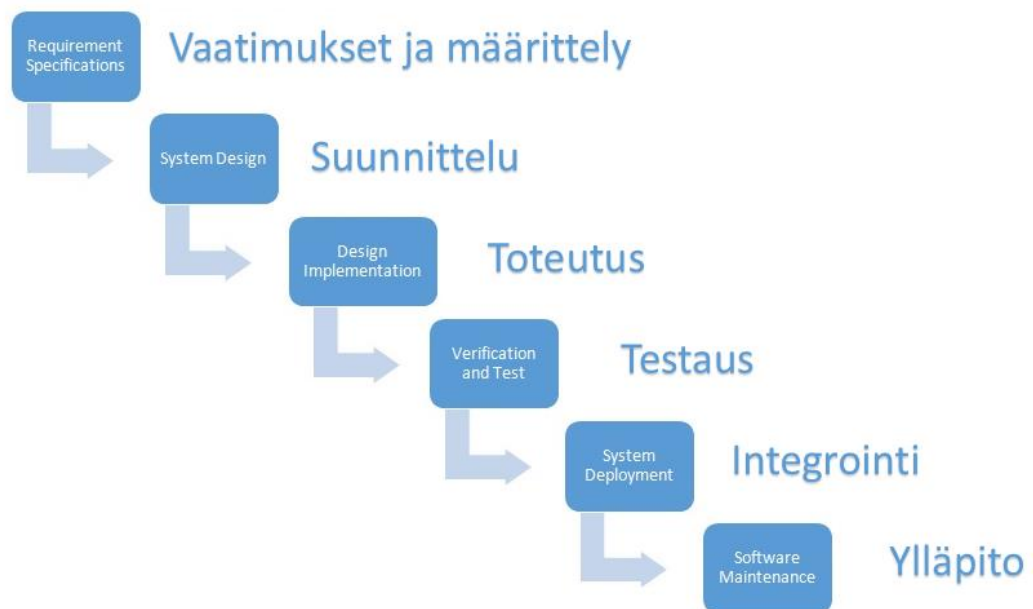 Requirement
Specifications
Vaatimukset ja määrittely
System Design
Suunnittelu
Design
Implementation
Toteutus
Verification
and Test
Testaus
System
Deployment
Integrointi
Software
Maintenance
Ylläpito